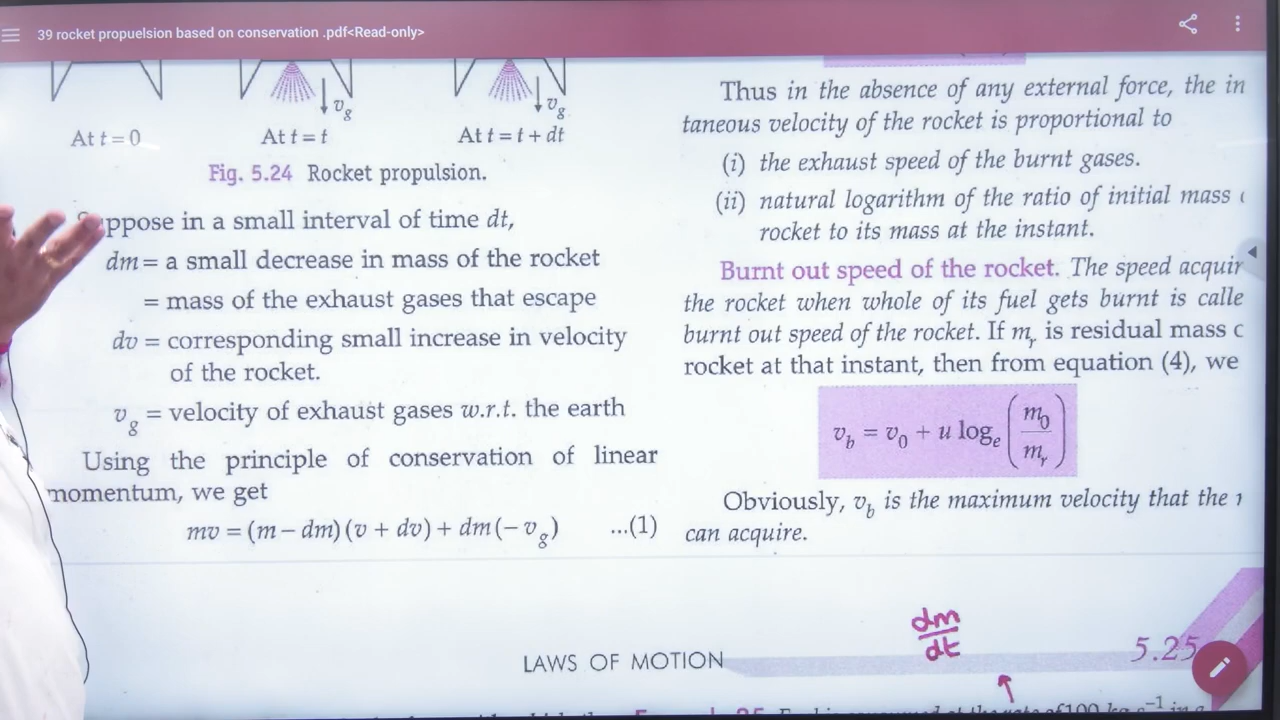 39 rocket propuelsion based on conservation .pdf<Read-only>
v_g
v_g
At t = 0
At t = t
At t = t + dt
Fig. 5.24 Rocket propulsion.
Suppose in a small interval of time dt,
dm = a small decrease in mass of the rocket
= mass of the exhaust gases that escape
dv = corresponding small increase in velocity
of the rocket.
v_g = velocity of exhaust gases w.r.t. the earth
Using the principle of conservation of linear
momentum, we get
mv = (m − dm) (v + dv) + dm (− v_g) ...(1)
Thus in the absence of any external force, the in
taneous velocity of the rocket is proportional to
(i) the exhaust speed of the burnt gases.
(ii) natural logarithm of the ratio of initial mass
rocket to its mass at the instant.
Burnt out speed of the rocket. The speed acquir
the rocket when whole of its fuel gets burnt is calle
burnt out speed of the rocket. If m_r is residual mass
rocket at that instant, then from equation (4), we
v_b = v_0 + u log_e (m_0 / m_r)
Obviously, v_b is the maximum velocity that the
can acquire.
dm
dt
LAWS OF MOTION
5.25
of 100 kg s⁻¹ in a